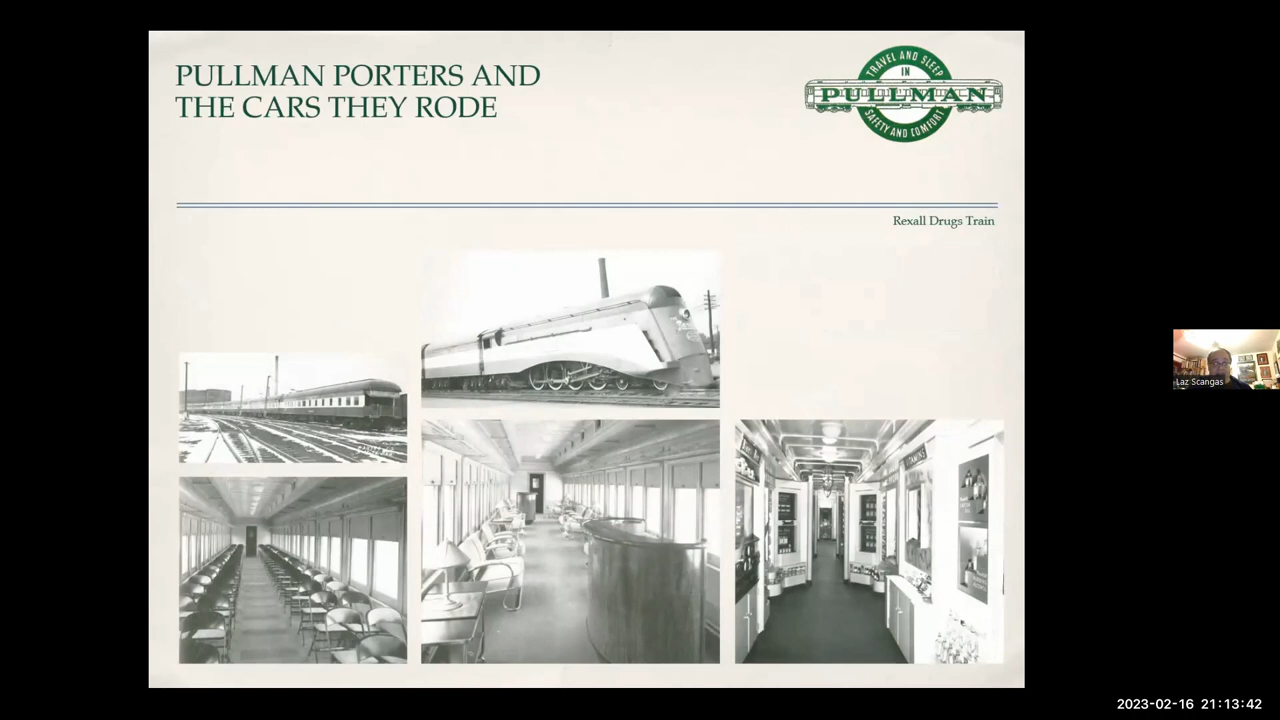 PULLMAN PORTERS AND
THE CARS THEY RODE
TRAVEL AND SLEEP
IN
PULLMAN
SAFETY AND COMFORT
Rexall Drugs Train
VITAMINS
Laz Scangas
2023-02-16 21:13:42